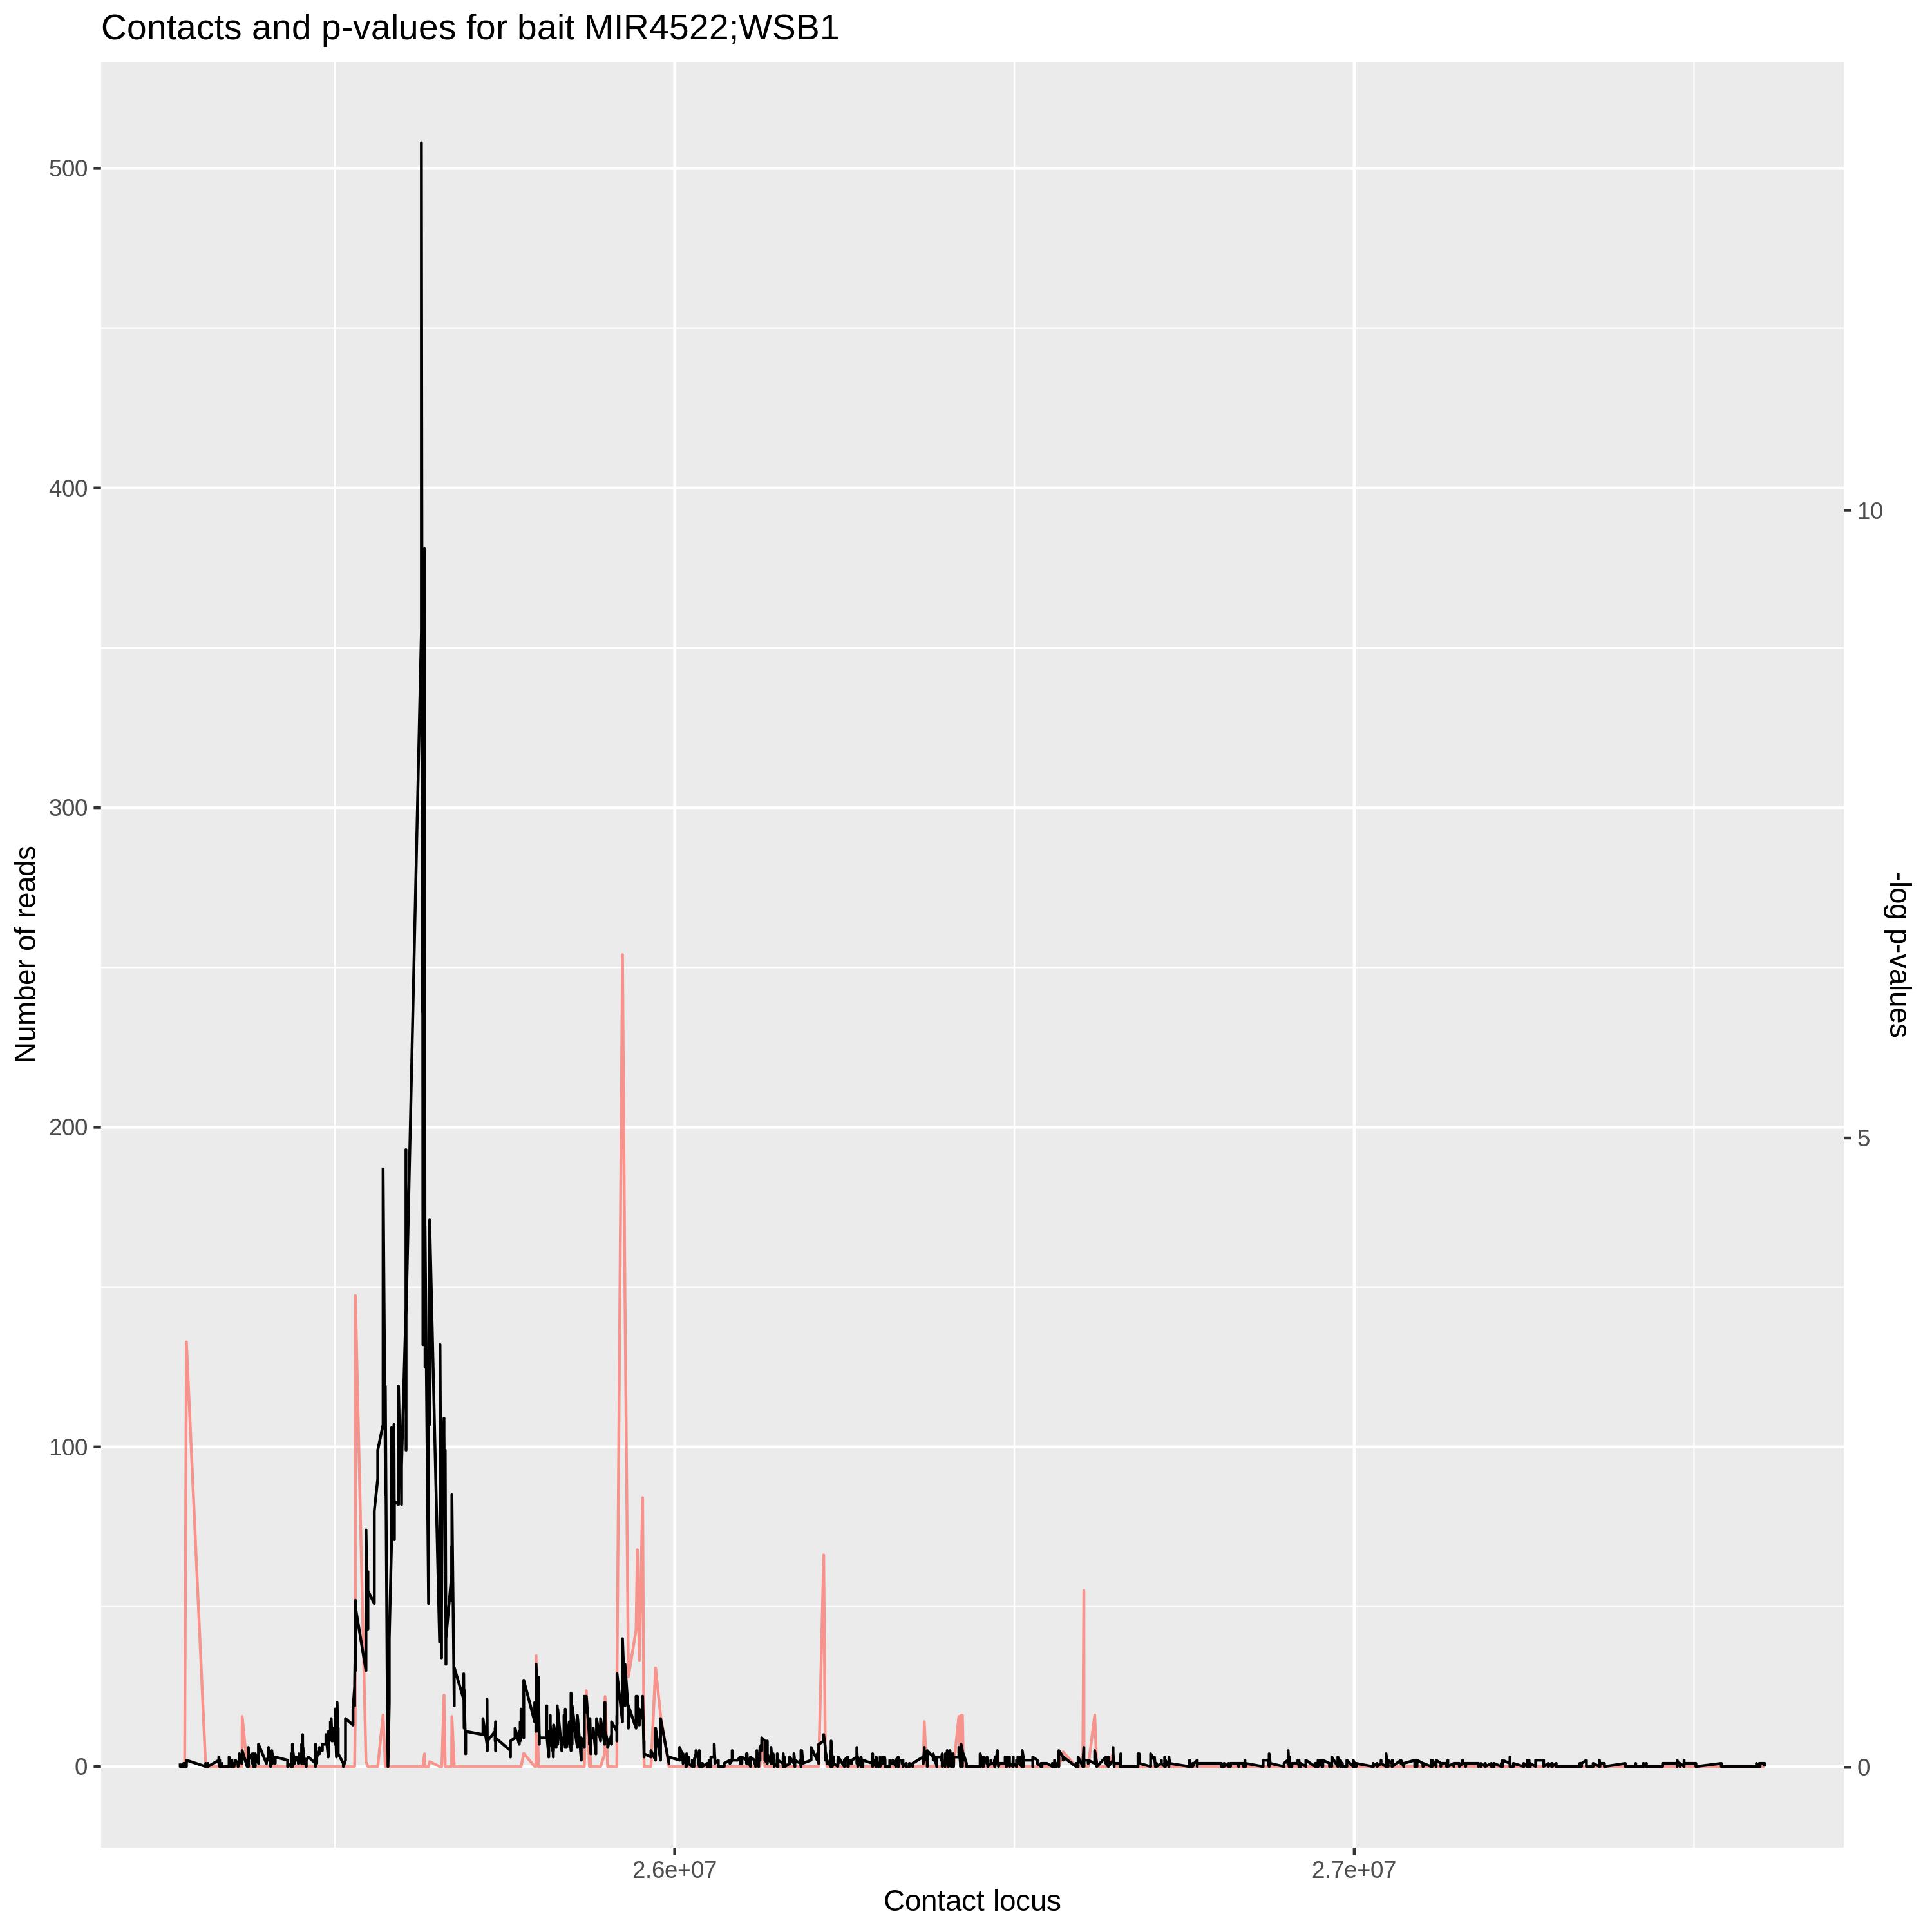 Contacts and p-values for bait MIR4522;WSB1
500
400
300
200
100
0
Number of reads
10
5
0
-log p-values
2.6e+07
2.7e+07
Contact locus